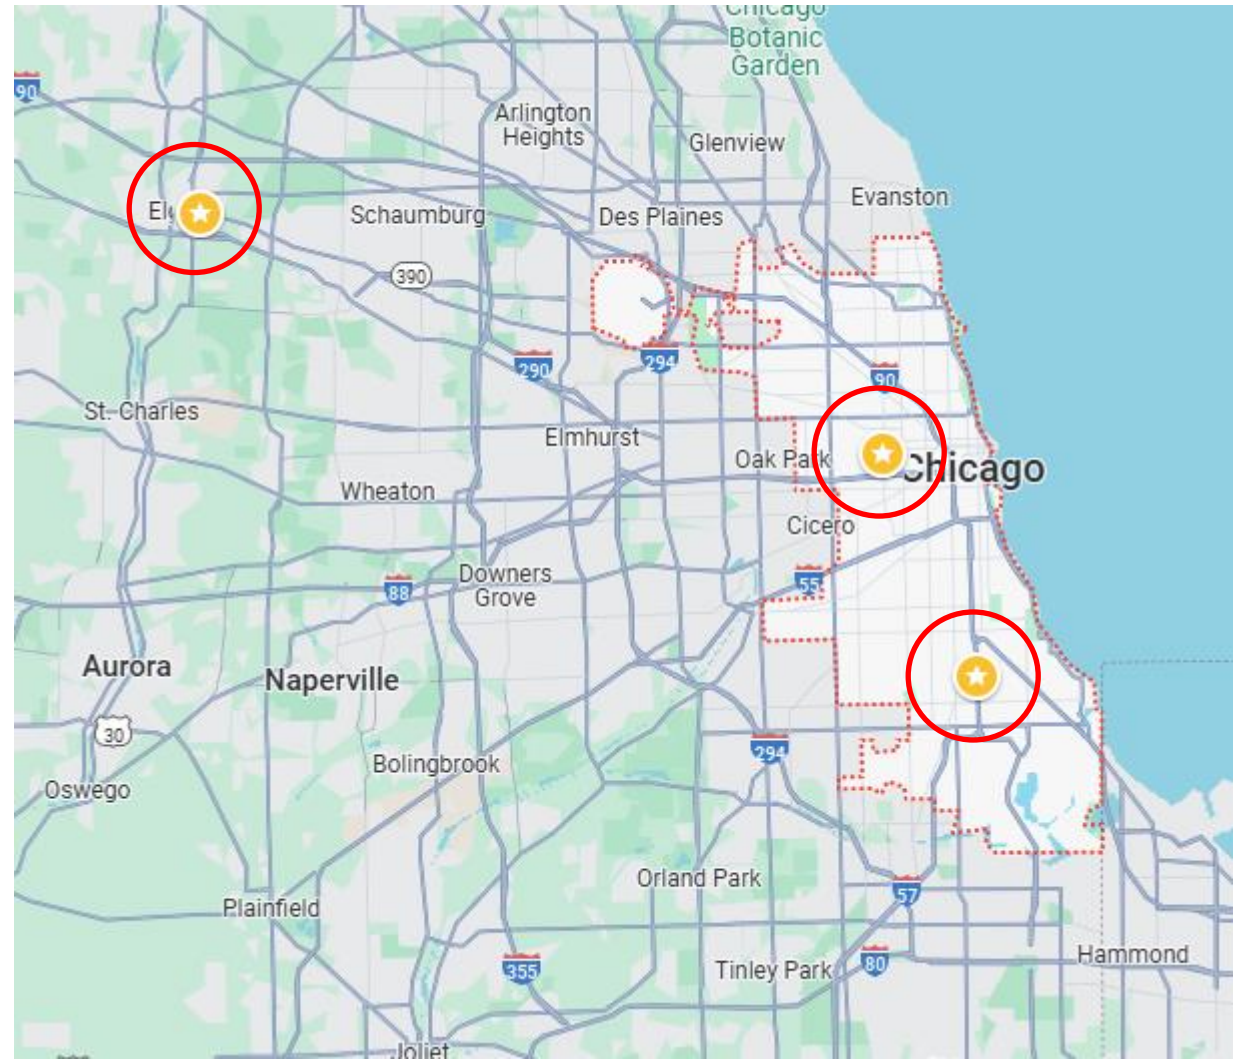 Chicago
Botanic
Garden
90
Arlington
Heights
Glenview
Evanston
Schaumburg
Des Plaines
390
294
290
90
St. Charles
Elmhurst
Oak Park
Chicago
Wheaton
Cicero
Downers
Grove
55
88
Aurora
Naperville
30
294
Bolingbrook
Oswego
Orland Park
57
Plainfield
Hammond
355
Tinley Park
80
Joliet